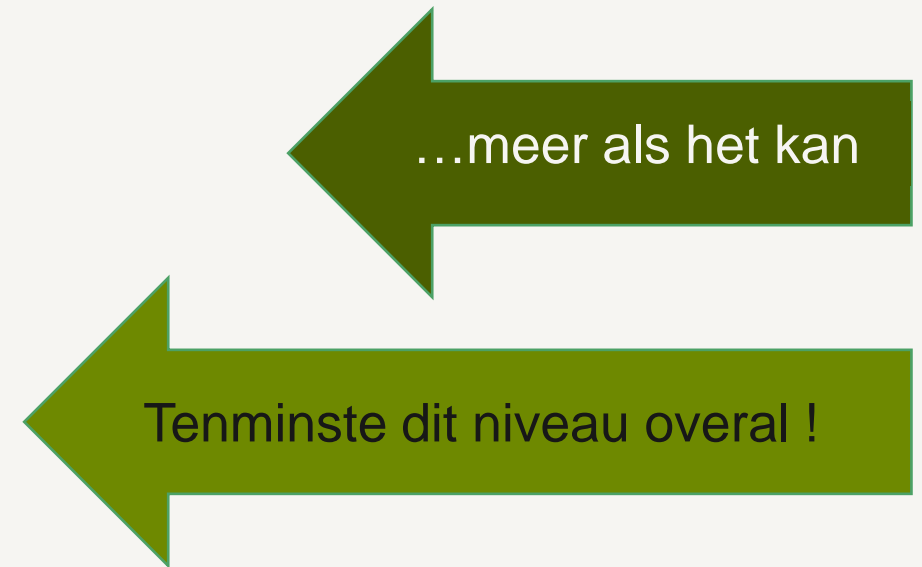 …meer als het kan
Tenminste dit niveau overal !